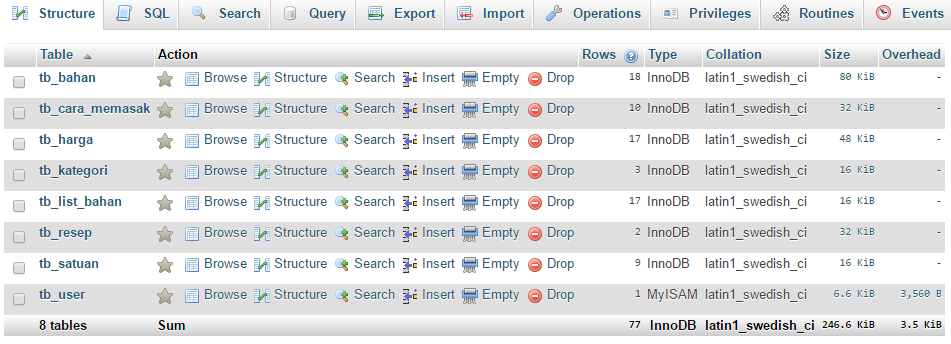 Structure SQL Search Query Export Import Operations Privileges Routines Events
Table Action Rows Type Collation Size Overhead
tb_bahan Browse Structure Search Insert Empty Drop 18 InnoDB latin1_swedish_ci 80 KiB -
tb_cara_memasak Browse Structure Search Insert Empty Drop 10 InnoDB latin1_swedish_ci 32 KiB -
tb_harga Browse Structure Search Insert Empty Drop 17 InnoDB latin1_swedish_ci 48 KiB -
tb_kategori Browse Structure Search Insert Empty Drop 3 InnoDB latin1_swedish_ci 16 KiB -
tb_list_bahan Browse Structure Search Insert Empty Drop 17 InnoDB latin1_swedish_ci 16 KiB -
tb_resep Browse Structure Search Insert Empty Drop 2 InnoDB latin1_swedish_ci 32 KiB -
tb_satuan Browse Structure Search Insert Empty Drop 9 InnoDB latin1_swedish_ci 16 KiB -
tb_user Browse Structure Search Insert Empty Drop 1 MyISAM latin1_swedish_ci 6.6 KiB 3,560 B
8 tables Sum 77 InnoDB latin1_swedish_ci 246.6 KiB 3.5 KiB